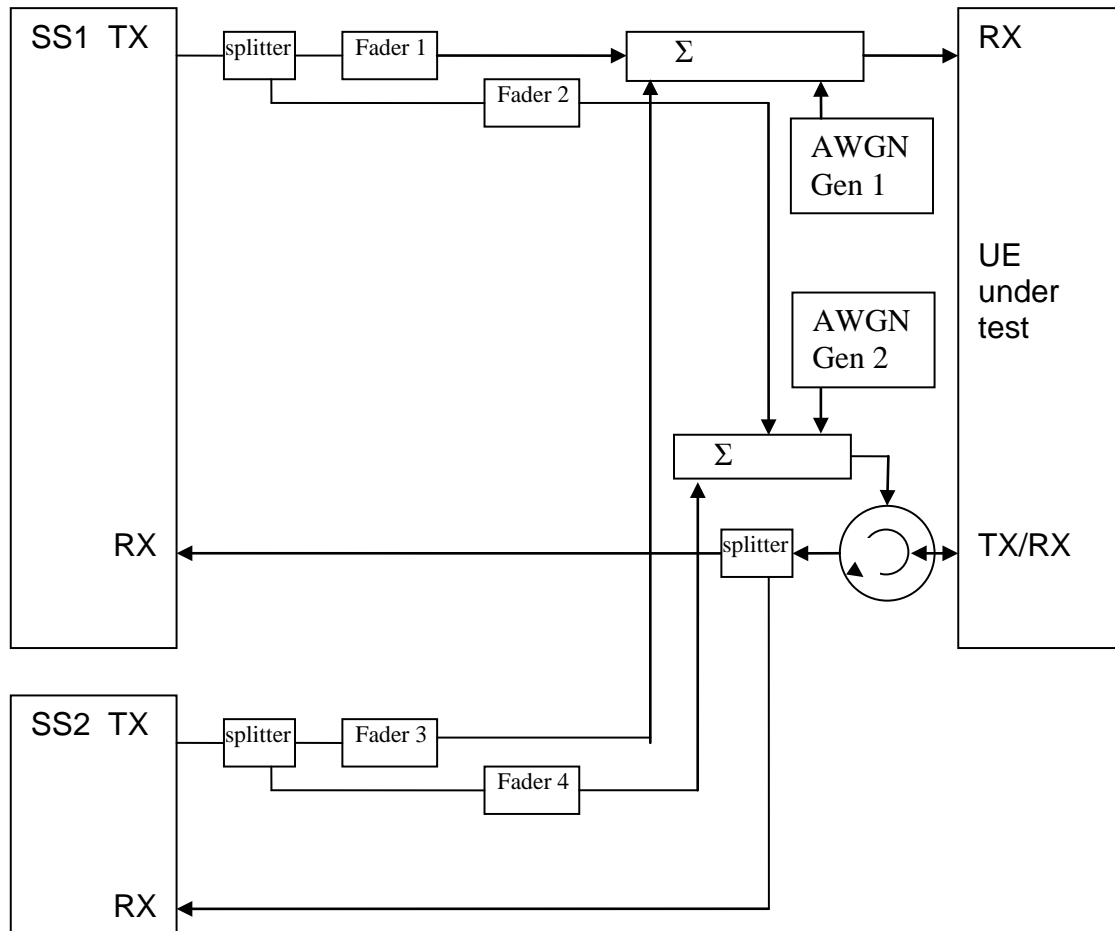 SS1 TX
splitter
Fader 1
Σ
RX
Fader 2
AWGN
Gen 1
UE
under
test
AWGN
Gen 2
Σ
RX
splitter
TX/RX
SS2 TX
splitter
Fader 3
Fader 4
RX